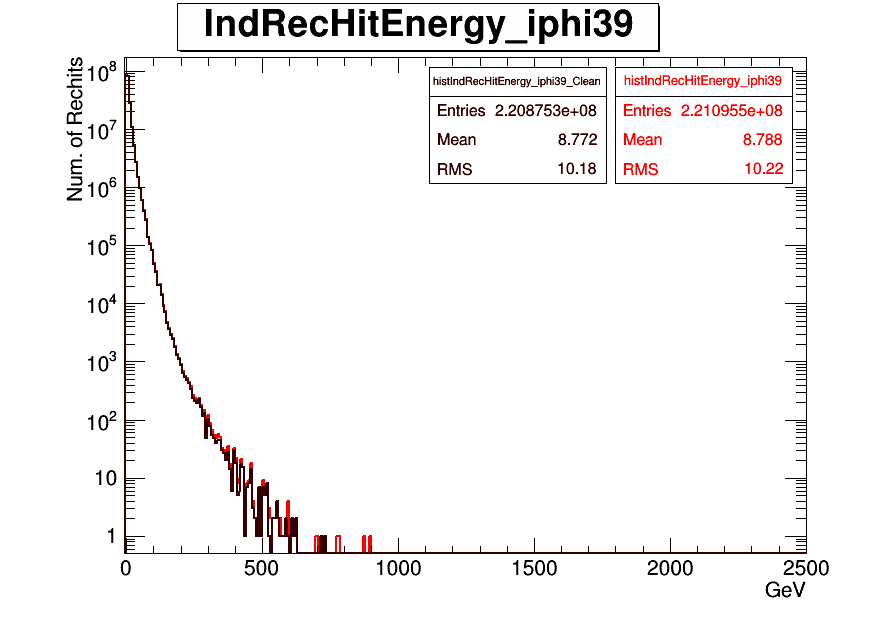 IndRecHitEnergy_iphi39
Num. of Rechits
histIndRecHitEnergy_iphi39_Clean
Entries 2.208753e+08
Mean 8.772
RMS 10.18
histIndRecHitEnergy_iphi39
Entries 2.210955e+08
Mean 8.788
RMS 10.22
10^8
10^7
10^6
10^5
10^4
10^3
10^2
10
1
0 500 1000 1500 2000 2500
GeV